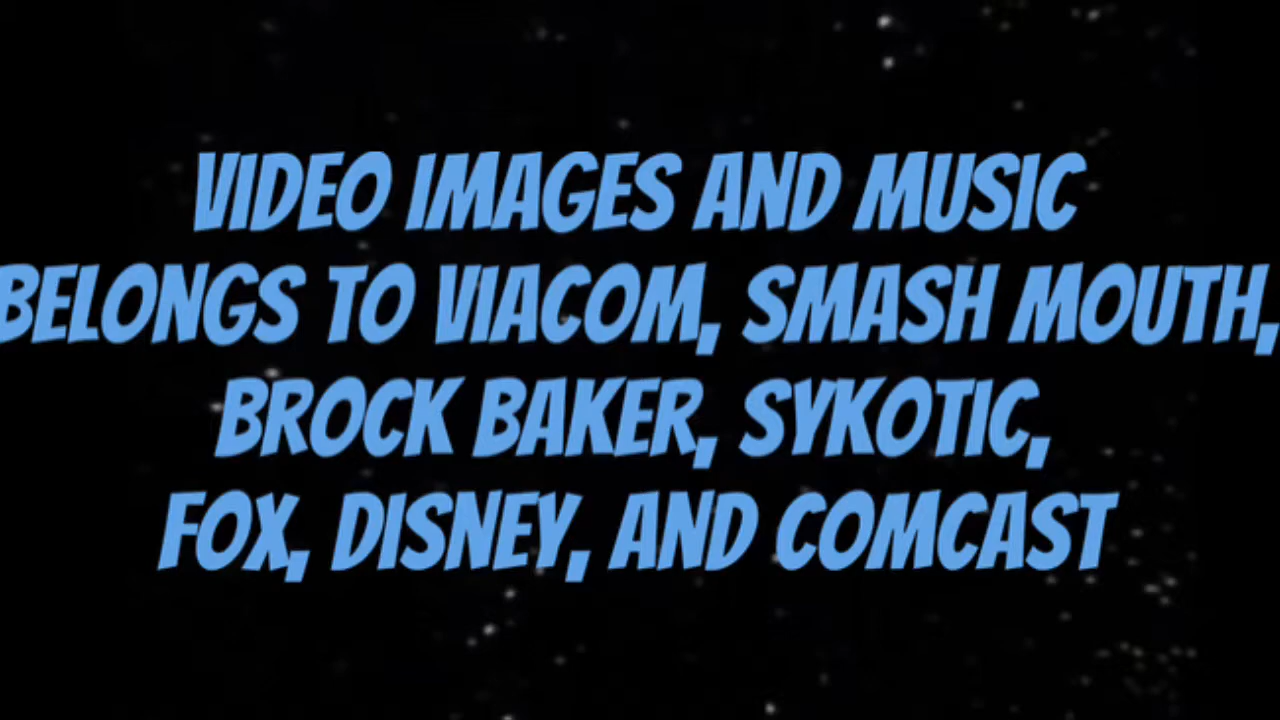 VIDEO IMAGES AND MUSIC
BELONGS TO VIACOM, SMASH MOUTH,
BROCK BAKER, SYKOTIC,
FOX, DISNEY, AND COMCAST